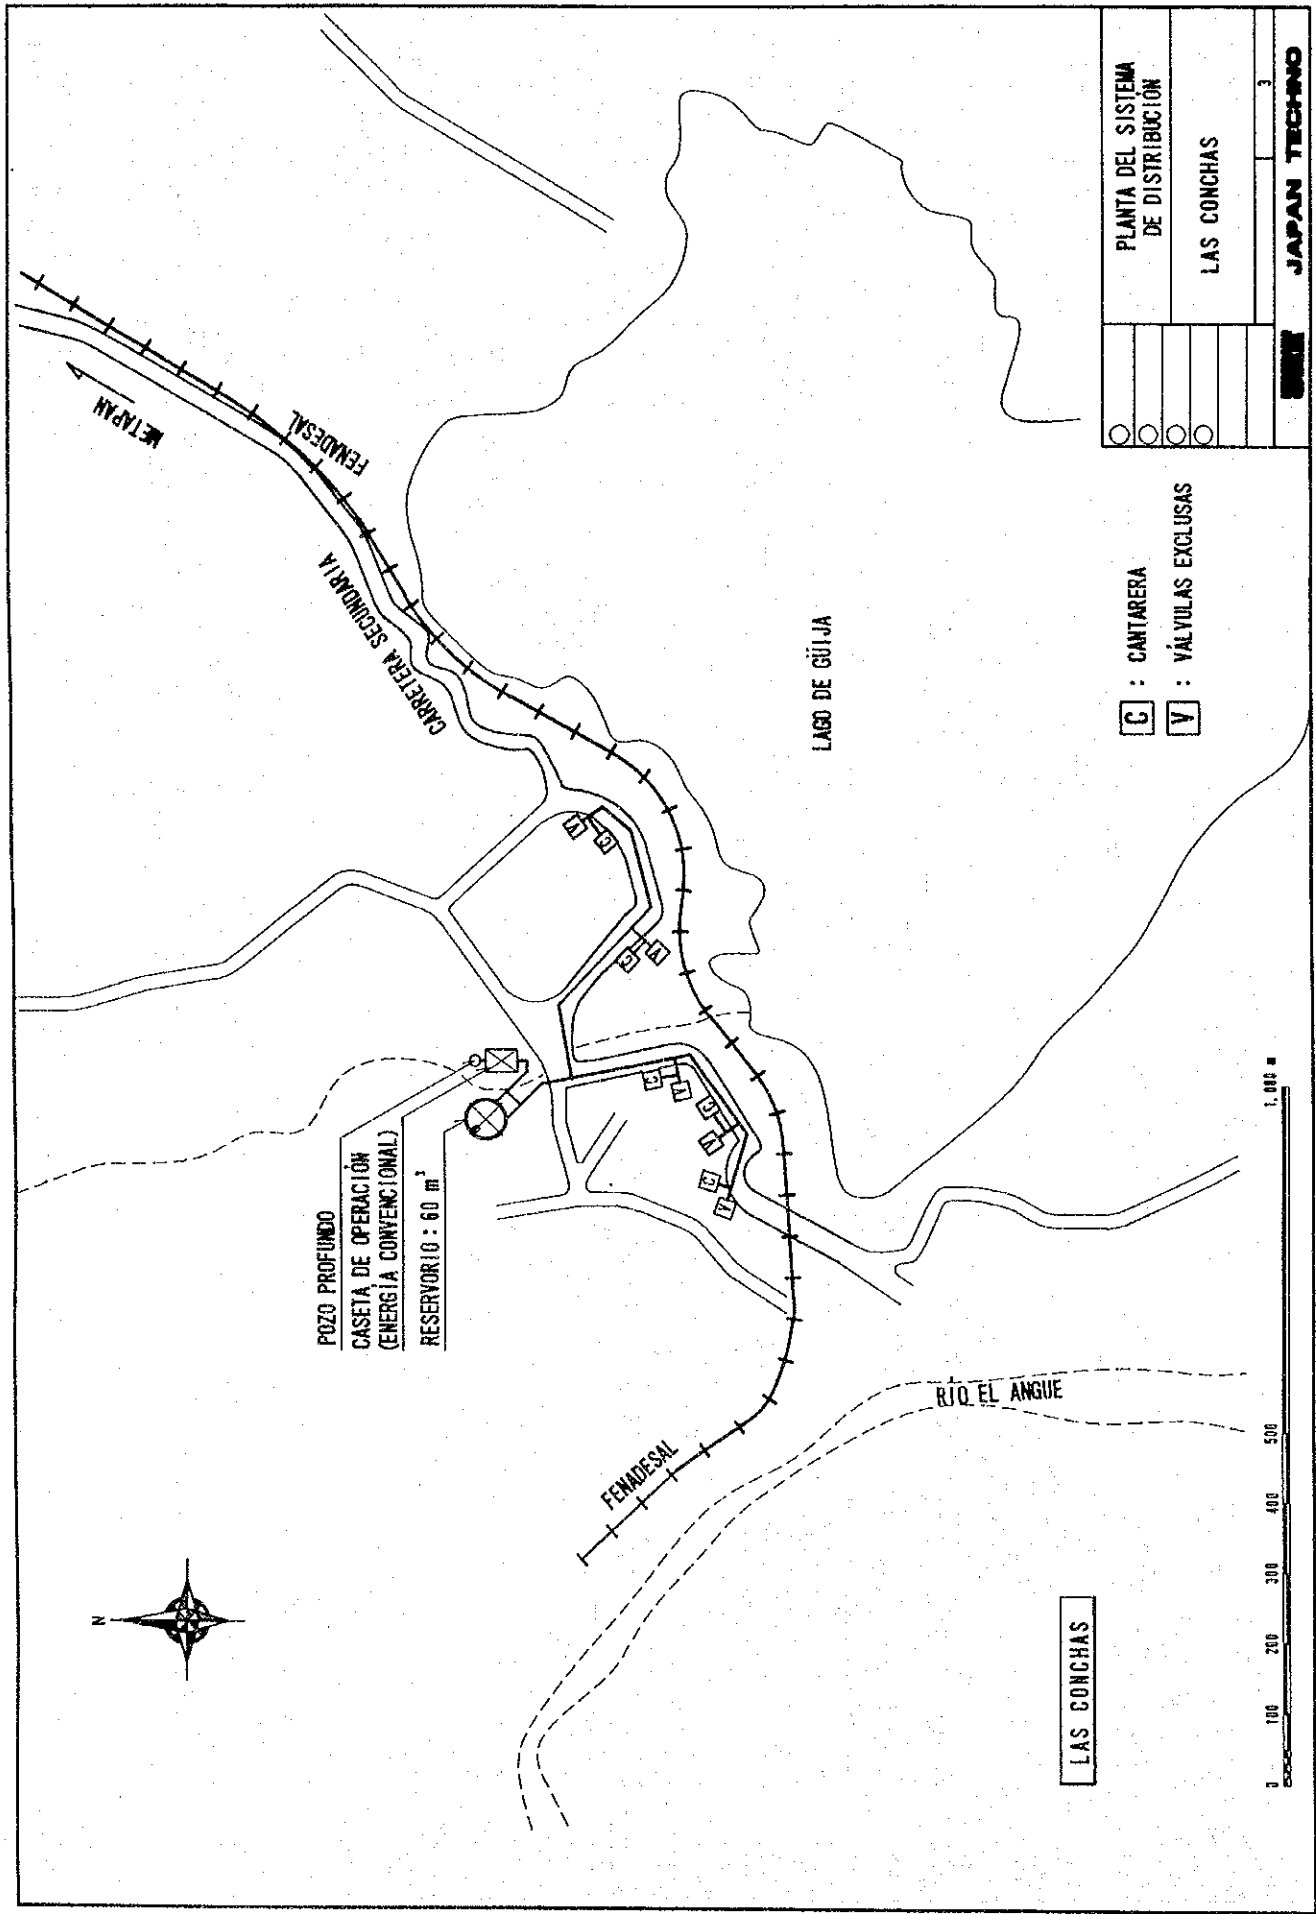 N
METAPAN
FENADESAL
CARRETERA SECUNDARIA
POZO PROFUNDO
CASETA DE OPERACIÓN
(ENERGÍA CONVENCIONAL)
RESERVORIO : 60 m³
V
C
C
V
C
V
C
V
C
V
LAGO DE GÜIJA
FENADESAL
RÍO EL ANGUE
LAS CONCHAS
0 100 200 300 400 500 1,000 m
C : CANTARERA
V : VÁLVULAS EXCLUSAS
PLANTA DEL SISTEMA
DE DISTRIBUCIÓN
LAS CONCHAS
3
JAPAN TECHNO